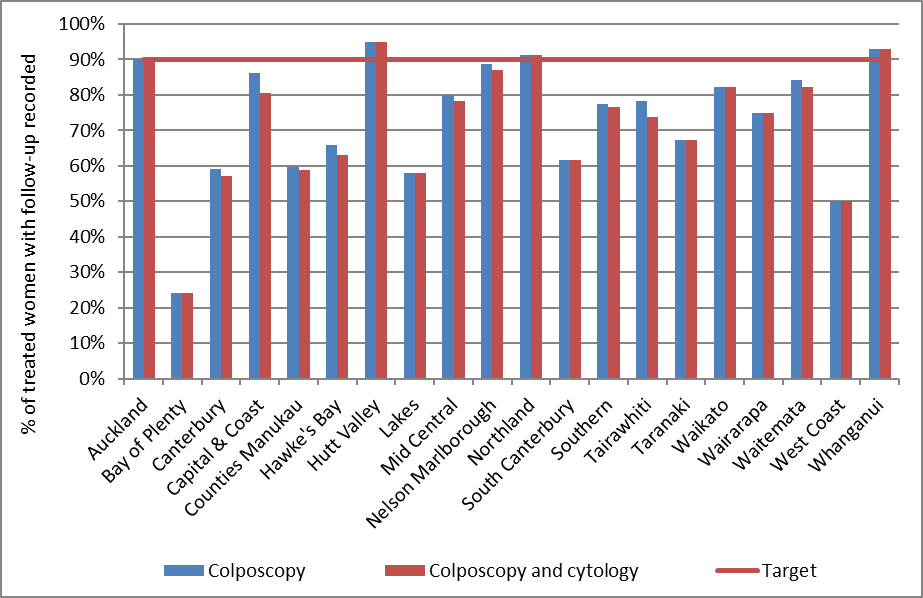 % of treated women with follow-up recorded
100%
90%
80%
70%
60%
50%
40%
30%
20%
10%
0%
Auckland
Bay of Plenty
Canterbury
Capital & Coast
Counties Manukau
Hawke's Bay
Hutt Valley
Lakes
Mid Central
Nelson Marlborough
Northland
South Canterbury
Southern
Tairawhiti
Taranaki
Waikato
Wairarapa
Waitemata
West Coast
Whanganui
Colposcopy
Colposcopy and cytology
Target